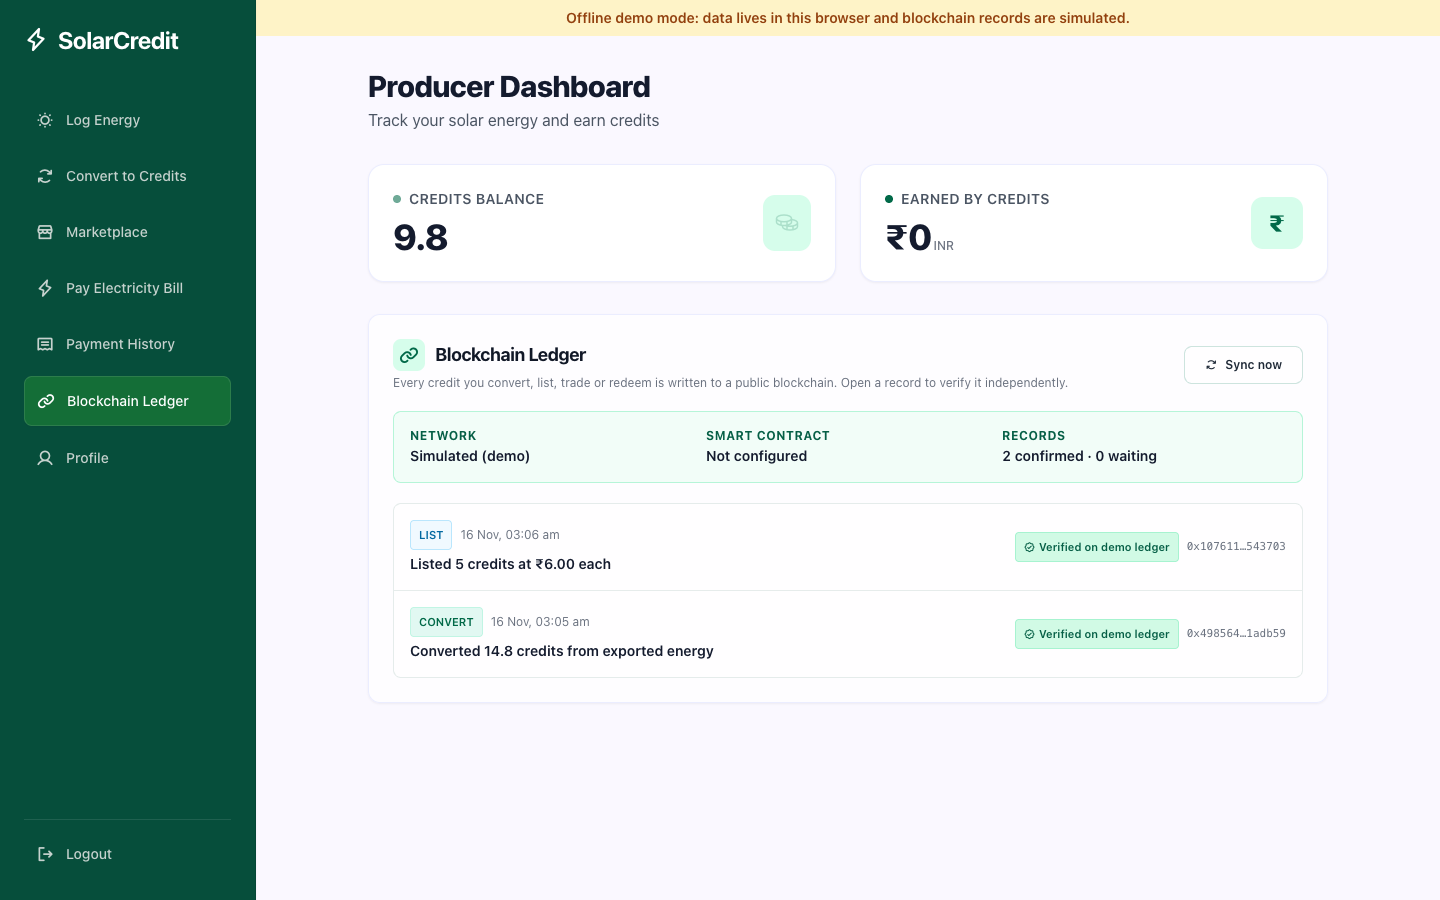 Offline demo mode: data lives in this browser and blockchain records are simulated.
SolarCredit
Log Energy
Convert to Credits
Marketplace
Pay Electricity Bill
Payment History
Blockchain Ledger
Profile
Logout
Producer Dashboard
Track your solar energy and earn credits
CREDITS BALANCE
9.8
EARNED BY CREDITS
₹0 INR
₹
Blockchain Ledger
Every credit you convert, list, trade or redeem is written to a public blockchain. Open a record to verify it independently.
Sync now
NETWORK
Simulated (demo)
SMART CONTRACT
Not configured
RECORDS
2 confirmed · 0 waiting
LIST 16 Nov, 03:06 am
Listed 5 credits at ₹6.00 each
Verified on demo ledger 0x107611…543703
CONVERT 16 Nov, 03:05 am
Converted 14.8 credits from exported energy
Verified on demo ledger 0x498564…1adb59